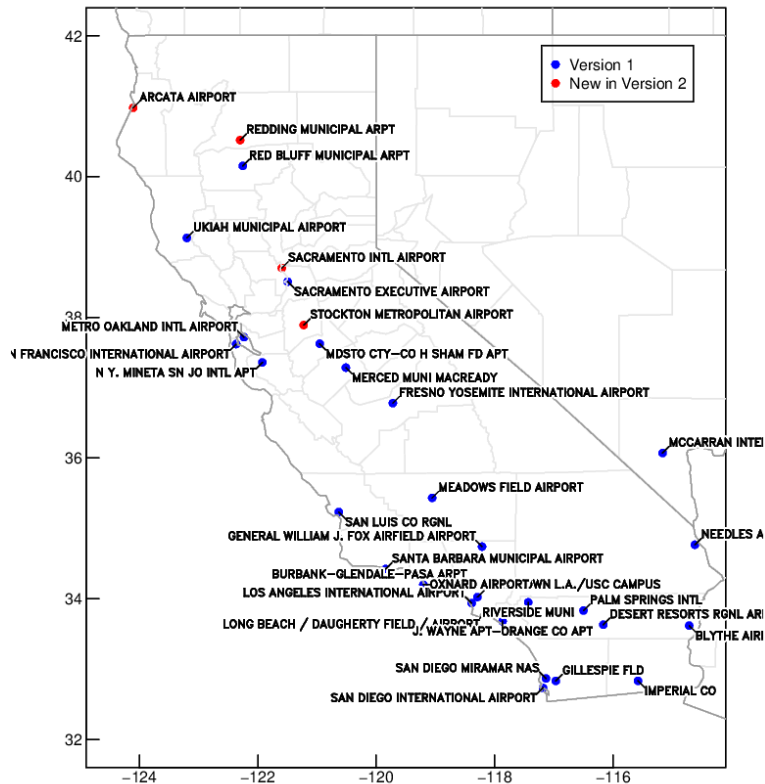 42
Version 1
New in Version 2
ARCATA AIRPORT
REDDING MUNICIPAL ARPT
RED BLUFF MUNICIPAL ARPT
40
UKIAH MUNICIPAL AIRPORT
SACRAMENTO INTL AIRPORT
SACRAMENTO EXECUTIVE AIRPORT
38
STOCKTON METROPOLITAN AIRPORT
METRO OAKLAND INTL AIRPORT
N FRANCISCO INTERNATIONAL AIRPORT
MDSTO CTY-CO H SHAM FD APT
N Y. MINETA SN JO INTL APT
MERCED MUNI MACREADY
FRESNO YOSEMITE INTERNATIONAL AIRPORT
MCCARRAN INTE
36
MEADOWS FIELD AIRPORT
SAN LUIS CO RGNL
GENERAL WILLIAM J. FOX AIRFIELD AIRPORT
NEEDLES A
SANTA BARBARA MUNICIPAL AIRPORT
BURBANK-GLENDALE-PASA ARPT
OXNARD AIRPORT
WN L.A./USC CAMPUS
LOS ANGELES INTERNATIONAL AIRPORT
34
PALM SPRINGS INTL
RIVERSIDE MUNI
DESERT RESORTS RGNL
LONG BEACH / DAUGHERTY FIELD / AIRPORT
J. WAYNE APT-ORANGE CO APT
BLYTHE AIR
SAN DIEGO MIRAMAR NAS
GILLESPIE FLD
SAN DIEGO INTERNATIONAL AIRPORT
IMPERIAL CO
32
-124 -122 -120 -118 -116